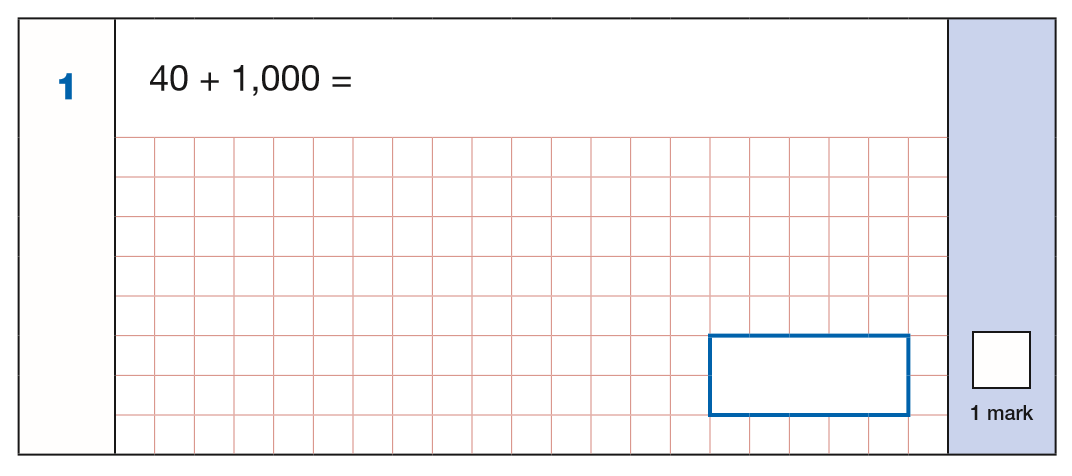 1
40 + 1,000 =
1 mark